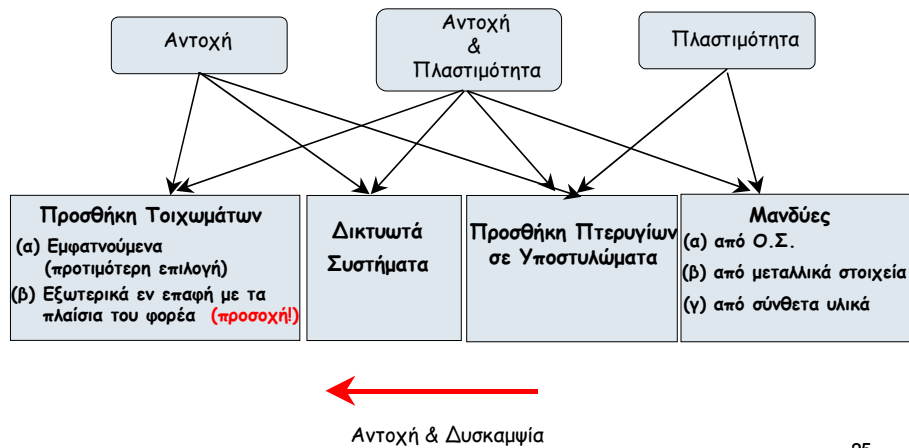 Αντοχή
Αντοχή
&
Πλαστιμότητα
Πλαστιμότητα
Προσθήκη Τοιχωμάτων
(α) Εμφατνούμενα
(προτιμότερη επιλογή)
(β) Εξωτερικά εν επαφή με τα
πλαίσια του φορέα (προσοχή!)
Δικτυωτά
Συστήματα
Προσθήκη Πτερυγίων
σε Υποστυλώματα
Μανδύες
(α) από Ο.Σ.
(β) από μεταλλικά στοιχεία
(γ) από σύνθετα υλικά
Αντοχή & Δυσκαμψία